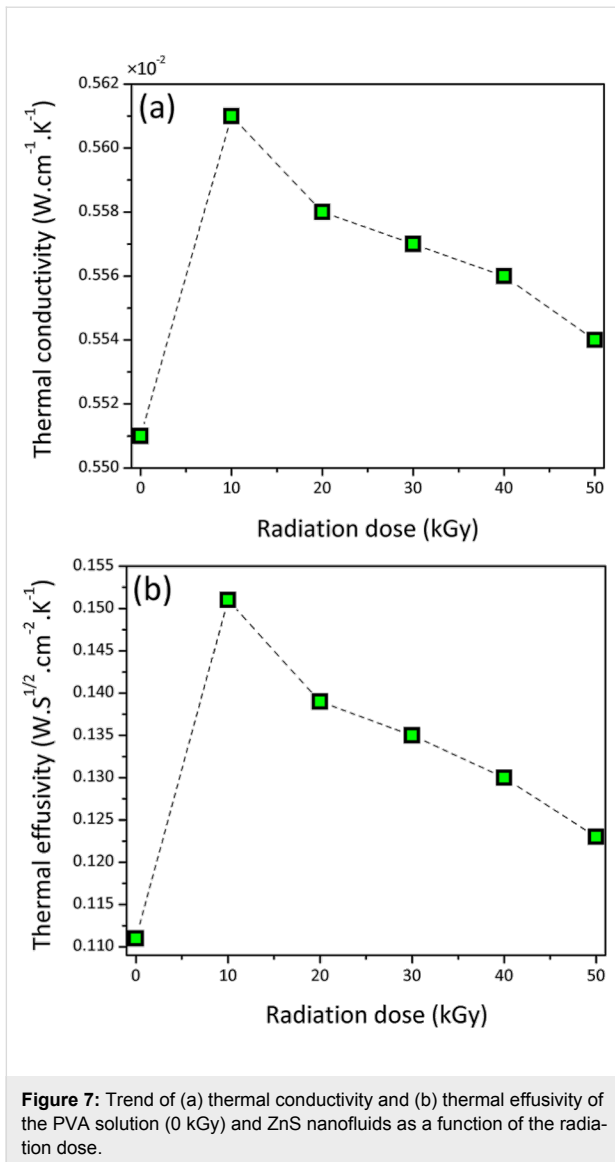 ×10⁻²
(a)
Thermal conductivity (W.cm⁻¹.K⁻¹)
0.562
0.560
0.558
0.556
0.554
0.552
0.550
0 10 20 30 40 50
Radiation dose (kGy)
(b)
Thermal effusivity (W.S¹/².cm⁻².K⁻¹)
0.155
0.150
0.145
0.140
0.135
0.130
0.125
0.120
0.115
0.110
0 10 20 30 40 50
Radiation dose (kGy)
Figure 7: Trend of (a) thermal conductivity and (b) thermal effusivity of
the PVA solution (0 kGy) and ZnS nanofluids as a function of the radia-
tion dose.